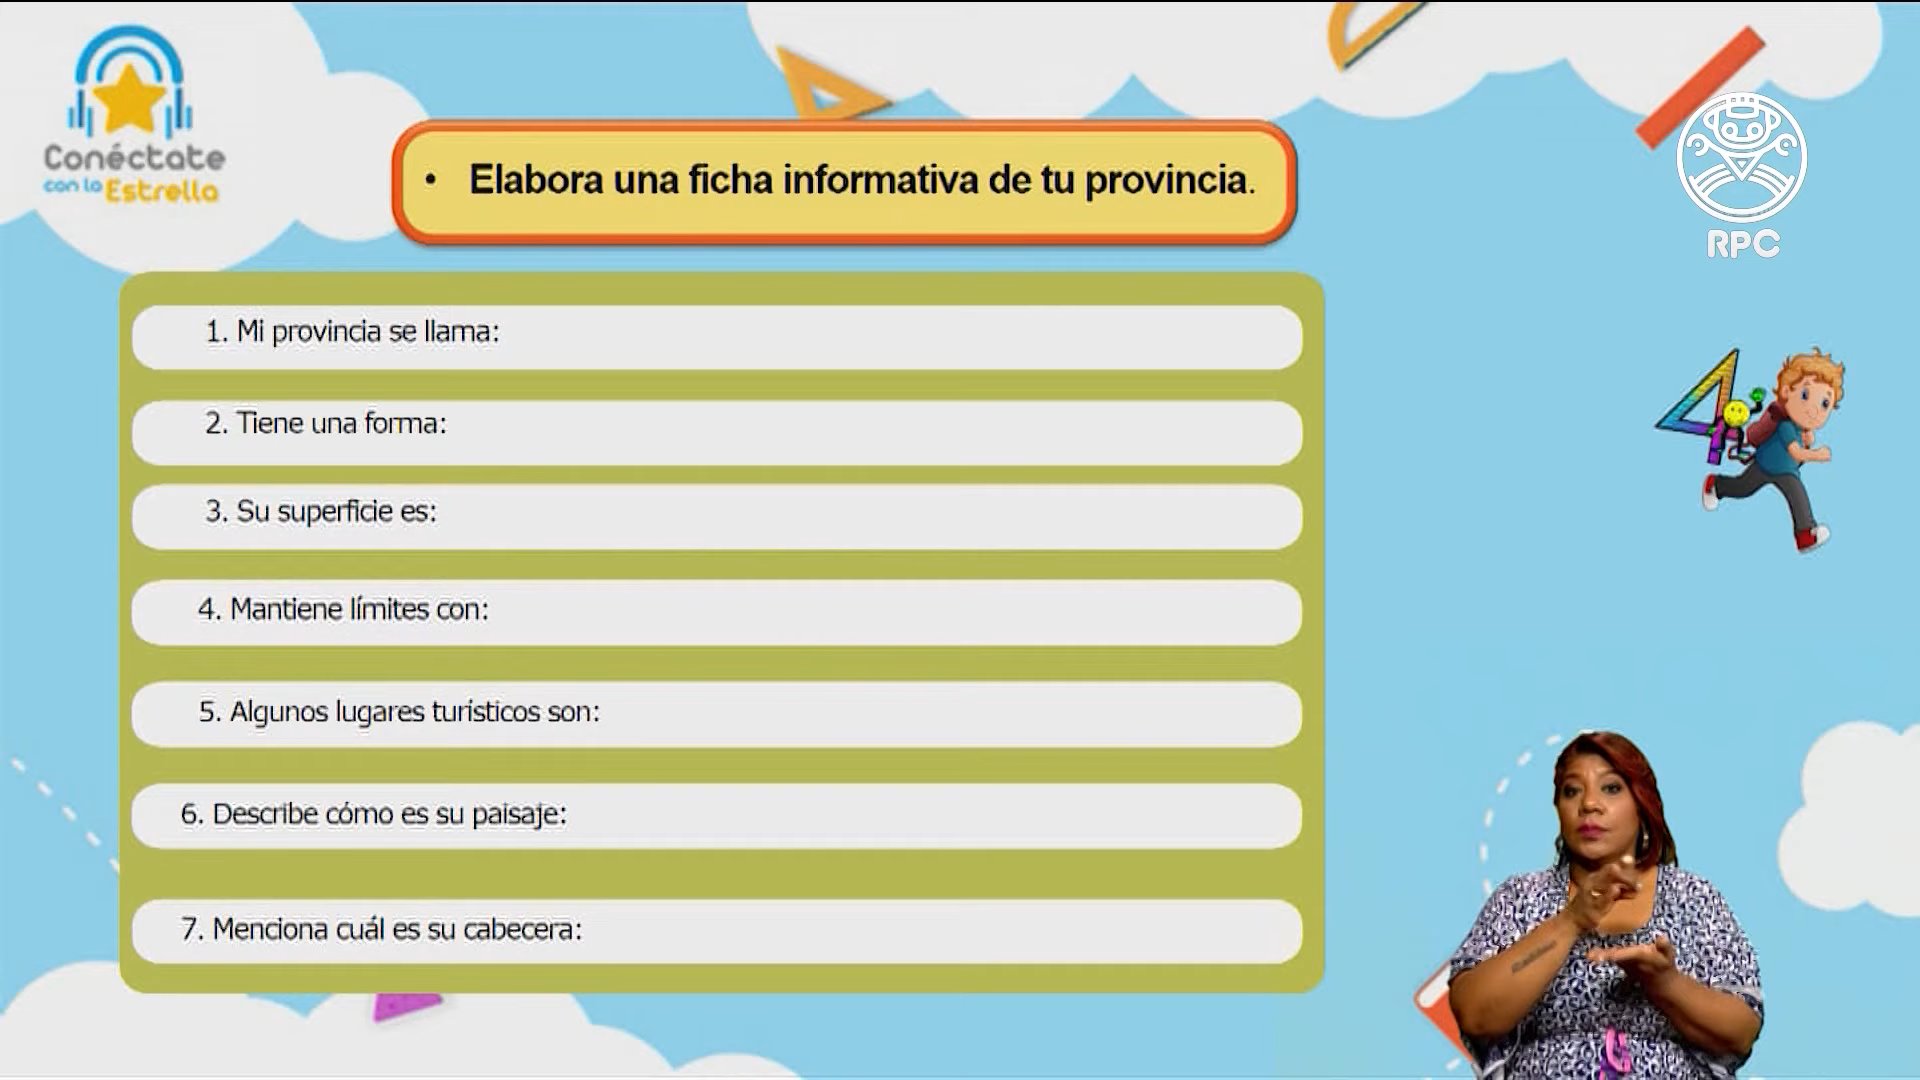 Conéctate
con la Estrella
• Elabora una ficha informativa de tu provincia.
RPC
1. Mi provincia se llama:
2. Tiene una forma:
3. Su superficie es:
4. Mantiene límites con:
5. Algunos lugares turísticos son:
6. Describe cómo es su paisaje:
7. Menciona cuál es su cabecera: